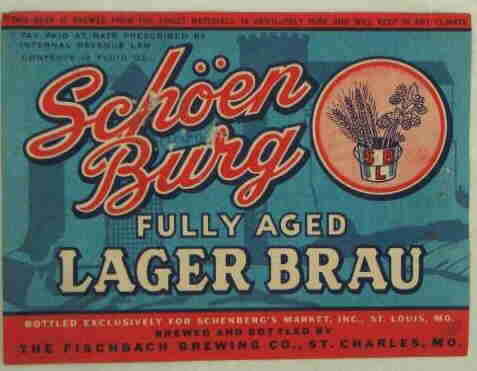 THIS BEER IS BREWED FROM THE FINEST MATERIALS IS ABSOLUTELY PURE AND WILL KEEP IN ANY CLIMATE
TAX PAID AT RATE PRESCRIBED BY
INTERNAL REVENUE LAW
CONTENTS 12 FLUID OZ.
Schöen
Burg
S B
L
FULLY AGED
LAGER BRAU
BOTTLED EXCLUSIVELY FOR SCHENBERG'S MARKET, INC., ST. LOUIS, MO.
BREWED AND BOTTLED BY
THE FISCHBACH BREWING CO., ST. CHARLES, MO.